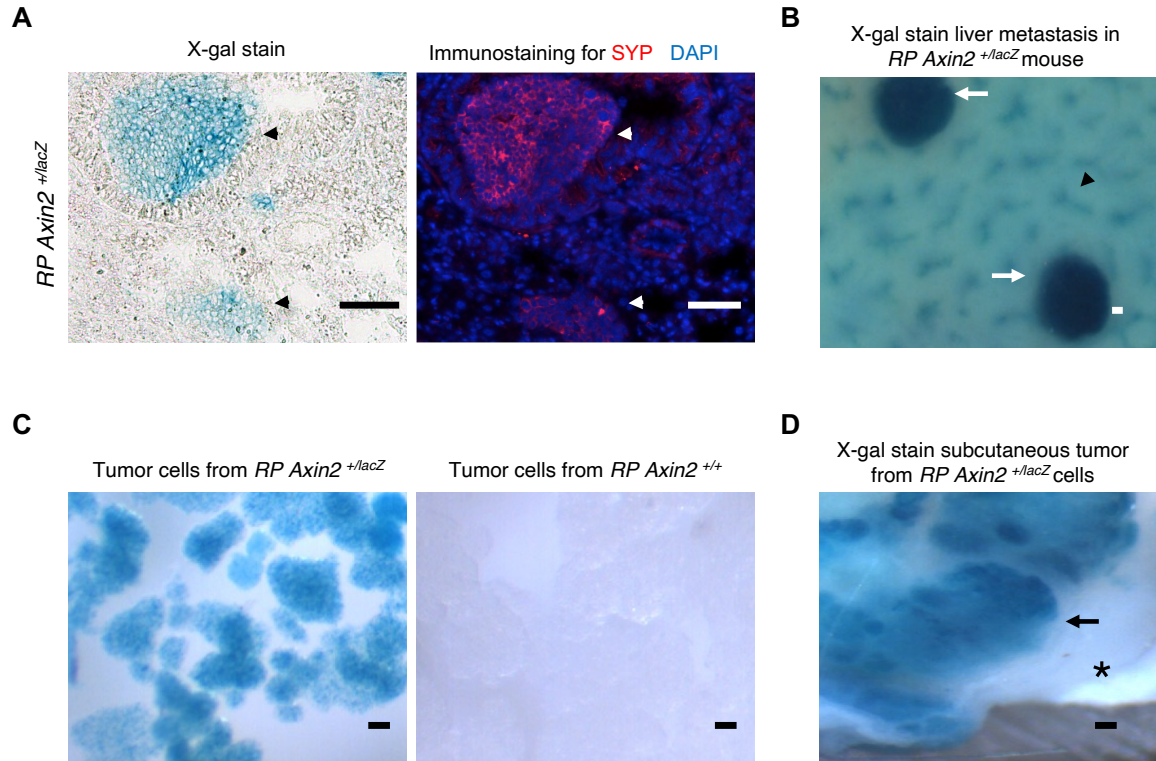 A
X-gal stain
Immunostaining for SYP DAPI
RP Axin2 +/lacZ
B
X-gal stain liver metastasis in
RP Axin2 +/lacZ mouse
C
Tumor cells from RP Axin2 +/lacZ
Tumor cells from RP Axin2 +/+
D
X-gal stain subcutaneous tumor
from RP Axin2 +/lacZ cells
*